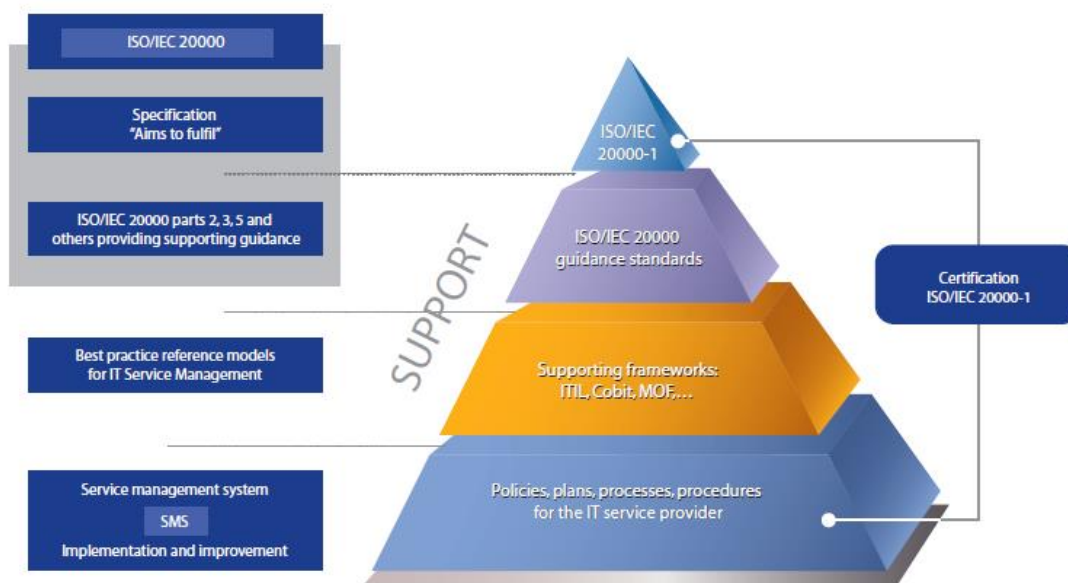 ISO/IEC 20000
Specification
"Aims to fulfil"
ISO/IEC 20000 parts 2, 3, 5 and
others providing supporting guidance
Best practice reference models
for IT Service Management
Service management system
SMS
Implementation and improvement
SUPPORT
ISO/IEC
20000-1
ISO/IEC 20000
guidance standards
Supporting frameworks:
ITIL, Cobit, MOF,…
Policies, plans, processes, procedures
for the IT service provider
Certification
ISO/IEC 20000-1